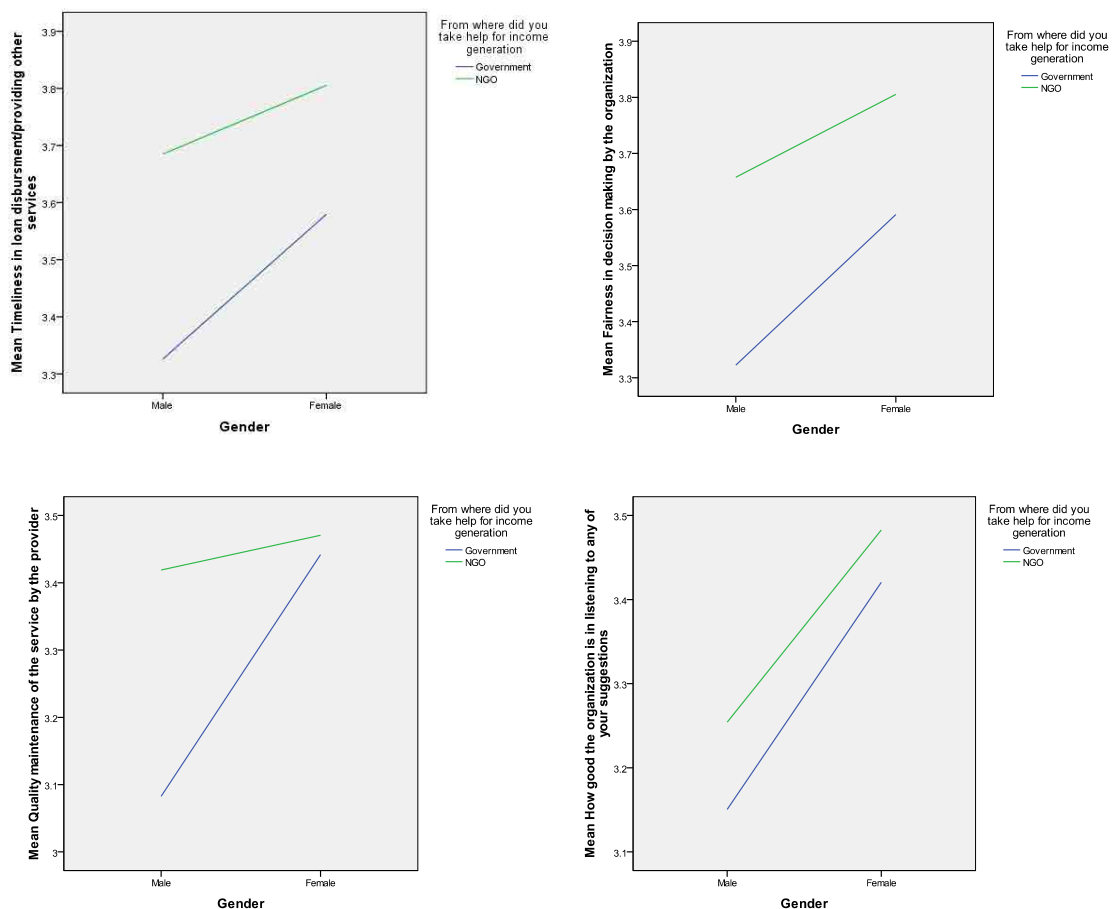 From where did you
take help for income
generation
Government
NGO
Mean Timeliness in loan disbursment/providing other
services
3.9
3.8
3.7
3.6
3.5
3.4
3.3
Male
Female
Gender
From where did you
take help for income
generation
Government
NGO
Mean Fairness in decision making by the organization
3.9
3.8
3.7
3.6
3.5
3.4
3.3
Male
Female
Gender
From where did you
take help for income
generation
Government
NGO
Mean Quality maintenance of the service by the provider
3.5
3.4
3.3
3.2
3.1
3
Male
Female
Gender
From where did you
take help for income
generation
Government
NGO
Mean How good the organization is in listening to any of
your suggestions
3.5
3.4
3.3
3.2
3.1
Male
Female
Gender